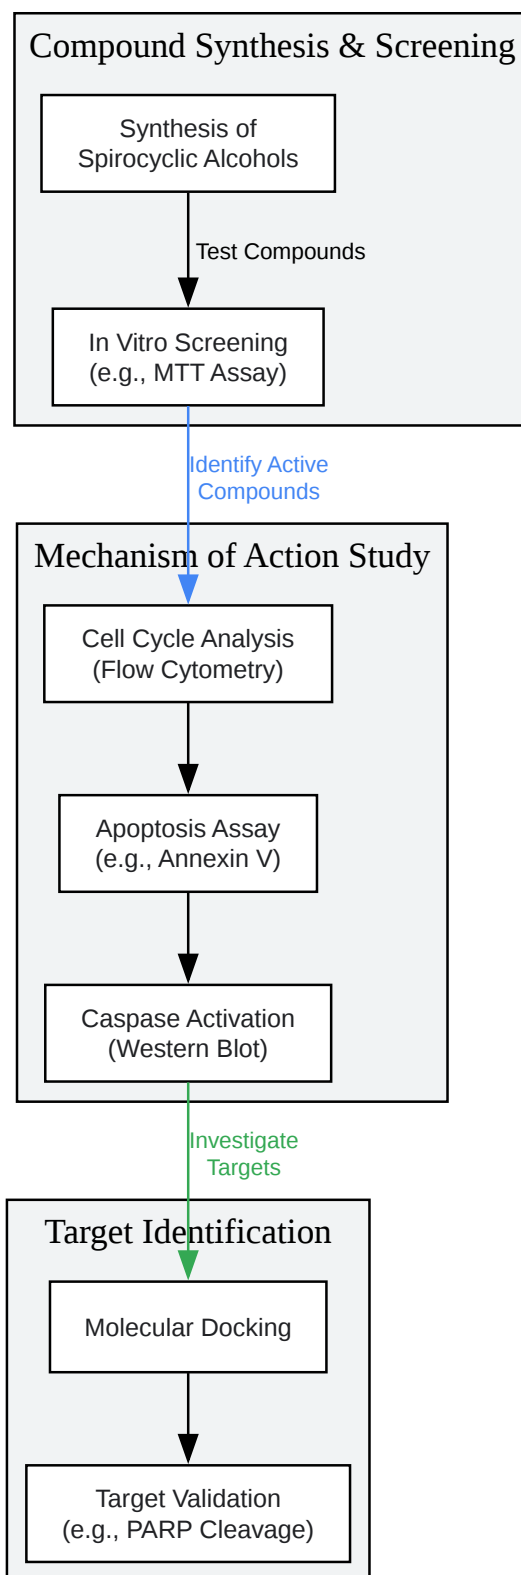 Compound Synthesis & Screening
Synthesis of
Spirocyclic Alcohols
Test Compounds
In Vitro Screening
(e.g., MTT Assay)
Identify Active
Compounds
Mechanism of Action Study
Cell Cycle Analysis
(Flow Cytometry)
Apoptosis Assay
(e.g., Annexin V)
Caspase Activation
(Western Blot)
Investigate
Targets
Target Identification
Molecular Docking
Target Validation
(e.g., PARP Cleavage)